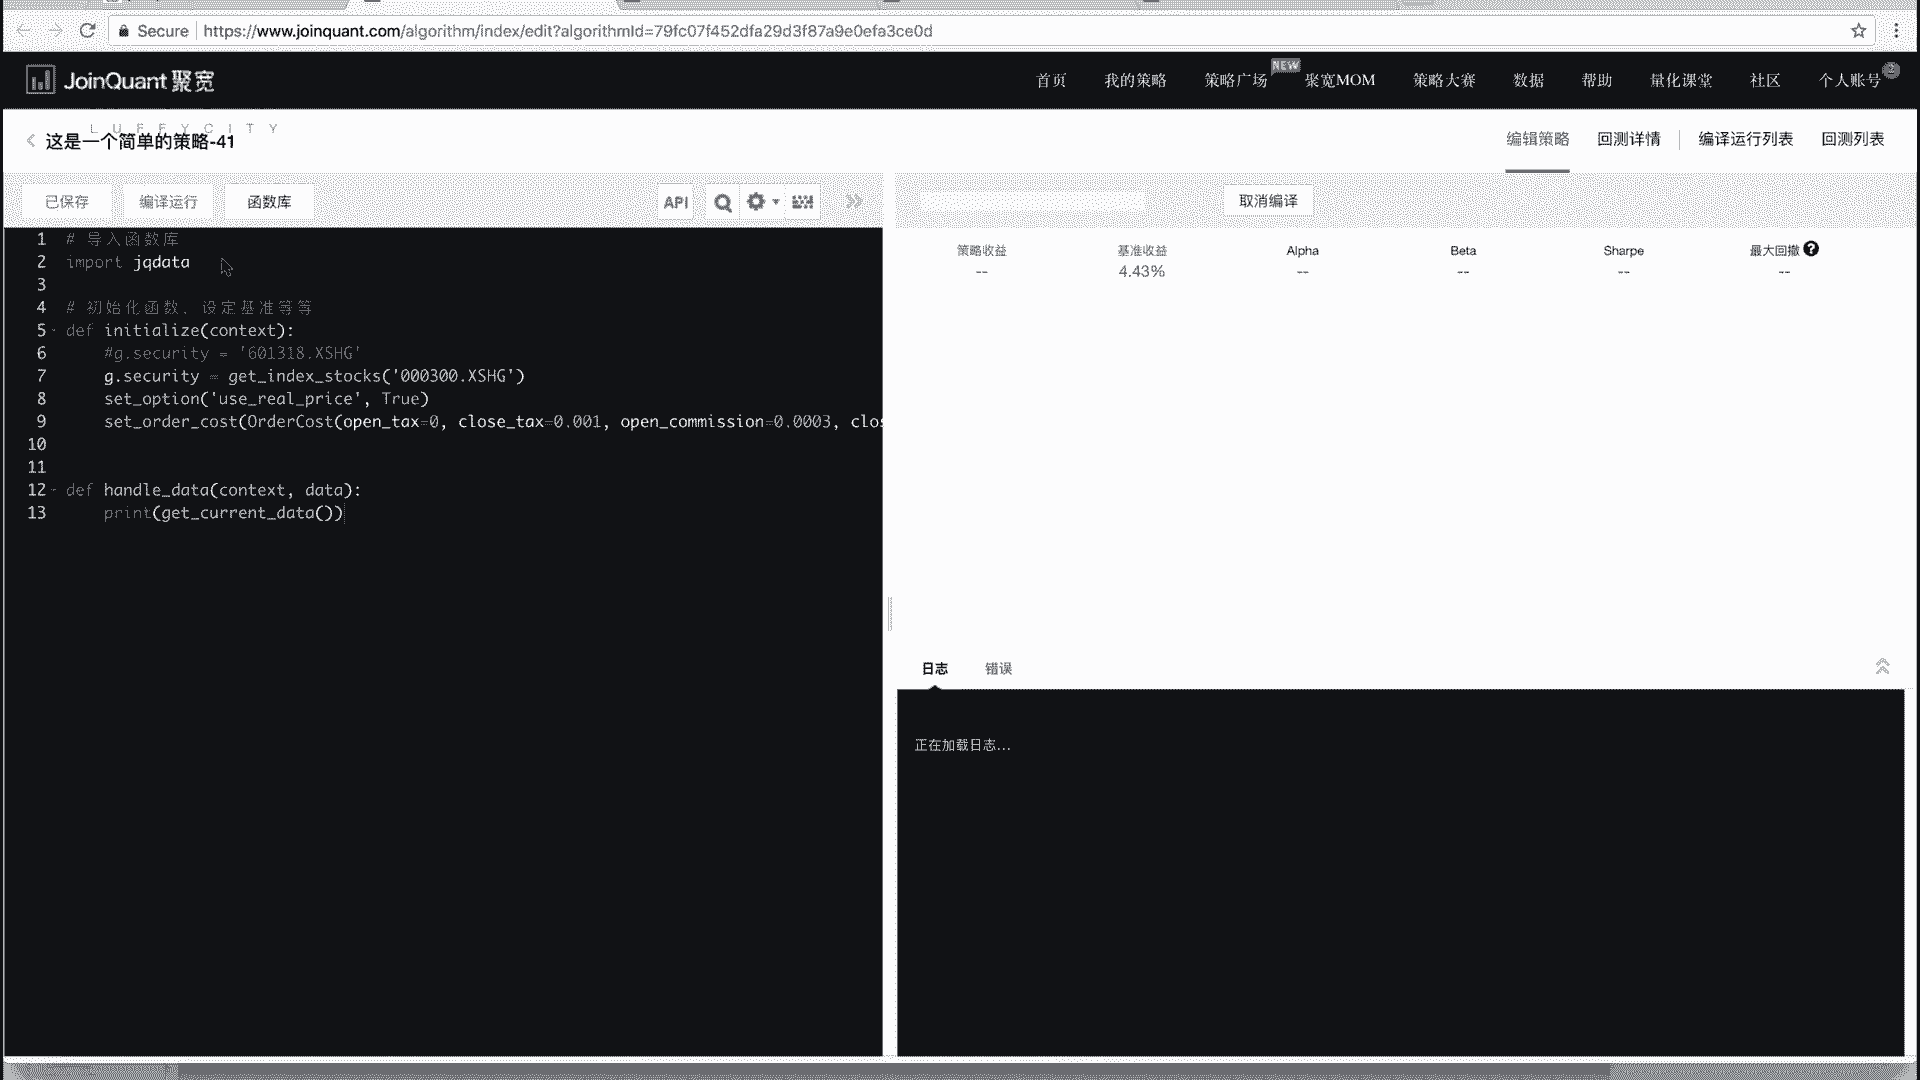 Secure https://www.joinquant.com/algorithm/index/edit?algorithmId=79fc07f452dfa29d3f87a9e0efa3ce0d
JoinQuant 聚宽 首页 我的策略 策略广场 NEW 聚宽MOM 策略大赛 数据 帮助 量化课堂 社区 个人账号
LUFFYCITY
这是一个简单的策略-41 编辑策略 回测详情 编译运行列表 回测列表
已保存 编译运行 函数库 API 取消编译
策略收益 基准收益 Alpha Beta Sharpe 最大回撤
-- 4.43% -- -- -- --
1 # 导入函数库
2 import jqdata
3
4 # 初始化函数，设定基准等等
5 def initialize(context):
6 #g.security = '601318.XSHG'
7 g.security = get_index_stocks('000300.XSHG')
8 set_option('use_real_price', True)
9 set_order_cost(OrderCost(open_tax=0, close_tax=0.001, open_commission=0.0003, clos
10
11
12 def handle_data(context, data):
13 print(get_current_data())
日志 错误
正在加载日志...